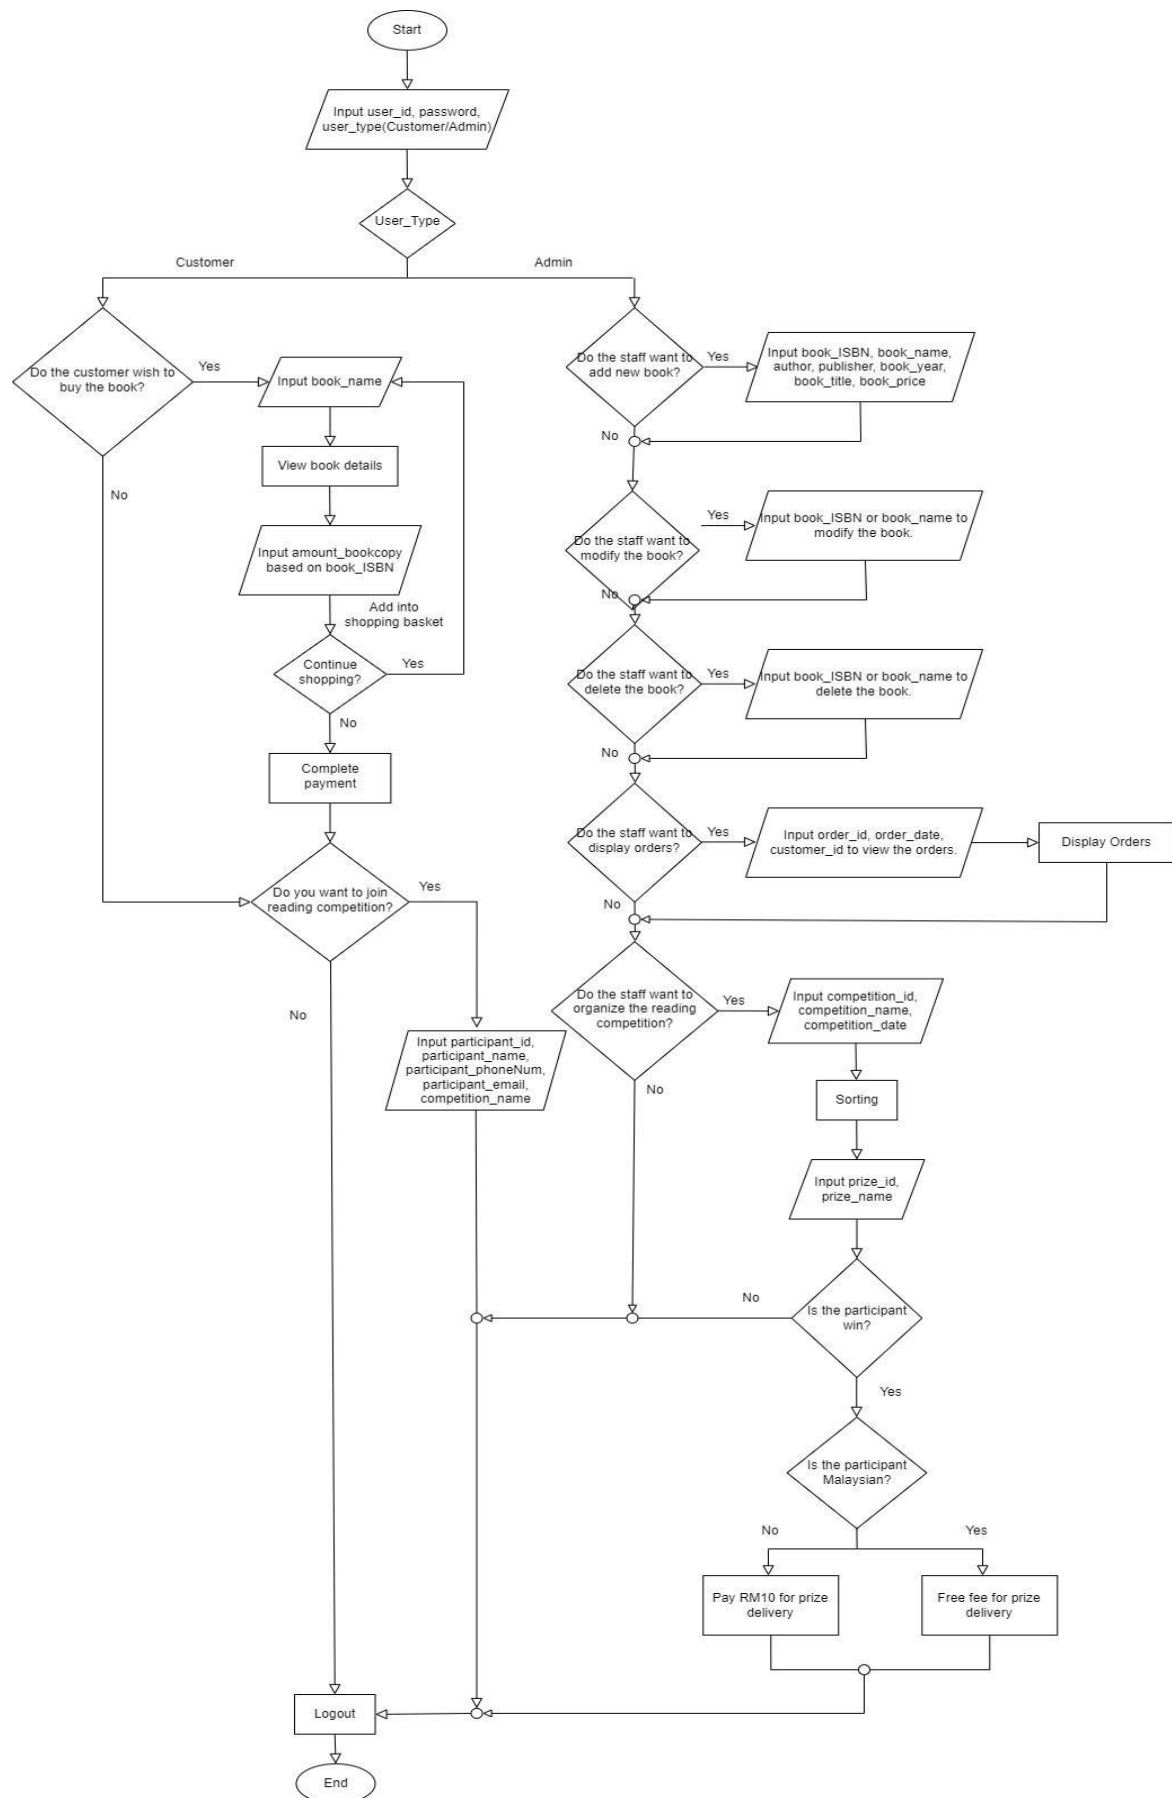 Start
Input user_id, password,
user_type(Customer/Admin)
User_Type
Customer
Admin
Do the customer wish to
buy the book?
Yes
No
Input book_name
View book details
Input amount_bookcopy
based on book_ISBN
Add into
shopping basket
Continue
shopping?
Yes
No
Complete
payment
Do you want to join
reading competition?
Yes
No
Input participant_id,
participant_name,
participant_phoneNum,
participant_email,
competition_name
Do the staff want to
add new book?
Yes
No
Input book_ISBN, book_name,
author, publisher, book_year,
book_title, book_price
Do the staff want to
modify the book?
Yes
No
Input book_ISBN or book_name to
modify the book.
Do the staff want to
delete the book?
Yes
No
Input book_ISBN or book_name to
delete the book.
Do the staff want to
display orders?
Yes
No
Input order_id, order_date,
customer_id to view the orders.
Display Orders
Do the staff want to
organize the reading
competition?
Yes
No
Input competition_id,
competition_name,
competition_date
Sorting
Input prize_id,
prize_name
Is the participant
win?
No
Yes
Is the participant
Malaysian?
No
Yes
Pay RM10 for prize
delivery
Free fee for prize
delivery
Logout
End